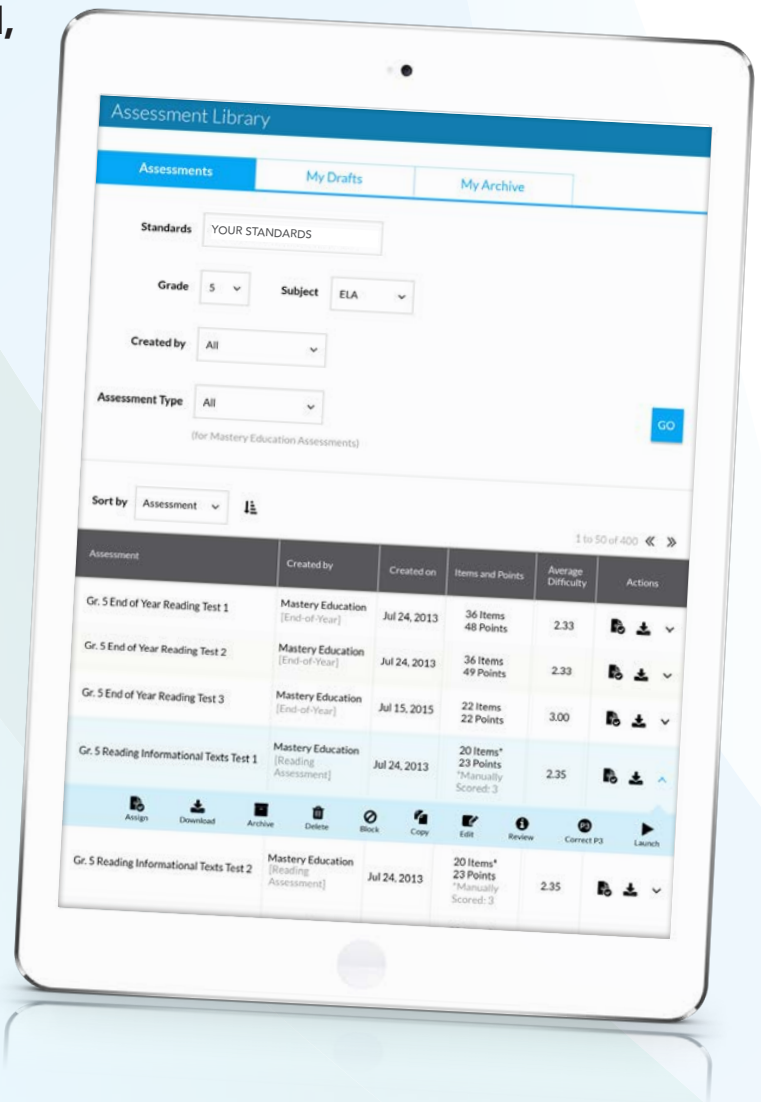 d,
Assessment Library
Assessments My Drafts My Archive
Standards YOUR STANDARDS
Grade 5 Subject ELA
Created by All
Assessment Type All
GO
(for Mastery Education Assessments)
Sort by Assessment
1 to 50 of 400 « »
Assessment Created by Created on Items and Points Average Difficulty Actions
Gr. 5 End of Year Reading Test 1 Mastery Education Jul 24, 2013 36 Items 2.33
[End-of-Year] 48 Points
Gr. 5 End of Year Reading Test 2 Mastery Education Jul 24, 2013 36 Items 2.33
[End-of-Year] 49 Points
Gr. 5 End of Year Reading Test 3 Mastery Education Jul 15, 2015 22 Items 3.00
[End-of-Year] 22 Points
Gr. 5 Reading Informational Texts Test 1 Mastery Education Jul 24, 2013 20 Items* 2.35
[Reading 23 Points
Assessment] *Manually
Scored: 3
P3
Assign Download Archive Delete Block Copy Edit Review Correct P3 Launch
Gr. 5 Reading Informational Texts Test 2 Mastery Education Jul 24, 2013 20 Items* 2.35
[Reading 23 Points
Assessment] *Manually
Scored: 3